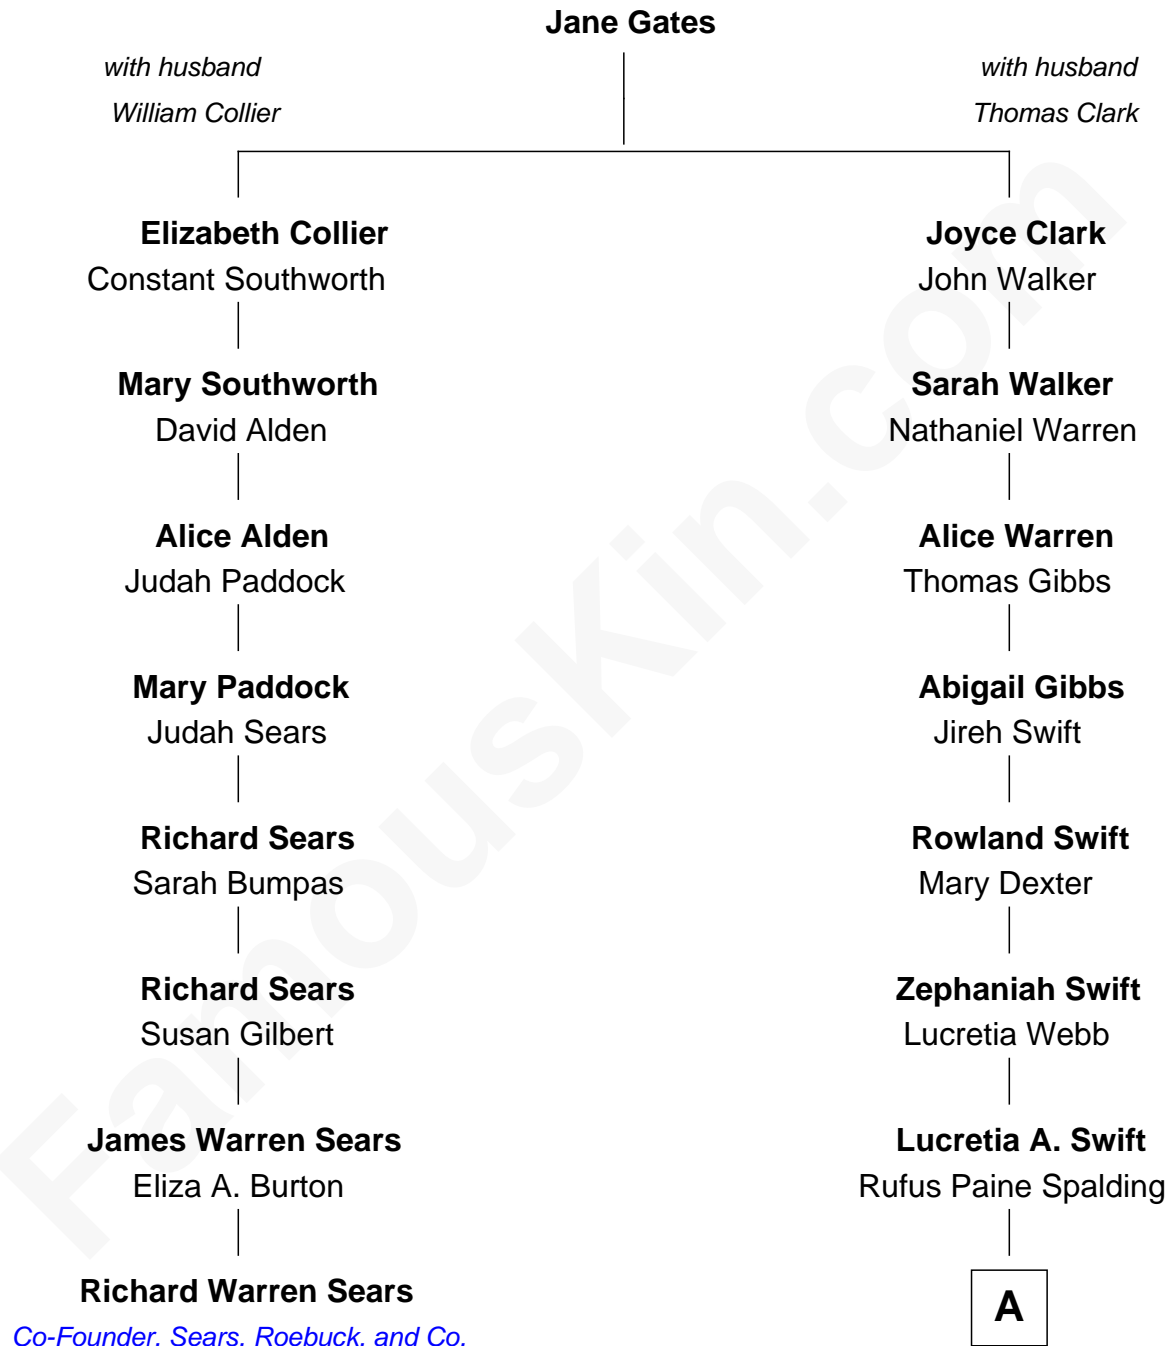 Jane Gates
with husband
William Collier
with husband
Thomas Clark
Elizabeth Collier
Constant Southworth
Joyce Clark
John Walker
Mary Southworth
David Alden
Sarah Walker
Nathaniel Warren
Alice Alden
Judah Paddock
Alice Warren
Thomas Gibbs
Mary Paddock
Judah Sears
Abigail Gibbs
Jireh Swift
Richard Sears
Sarah Bumpas
Rowland Swift
Mary Dexter
Richard Sears
Susan Gilbert
Zephaniah Swift
Lucretia Webb
James Warren Sears
Eliza A. Burton
Lucretia A. Swift
Rufus Paine Spalding
Richard Warren Sears
Co-Founder, Sears, Roebuck, and Co.
A
FamousKin.com